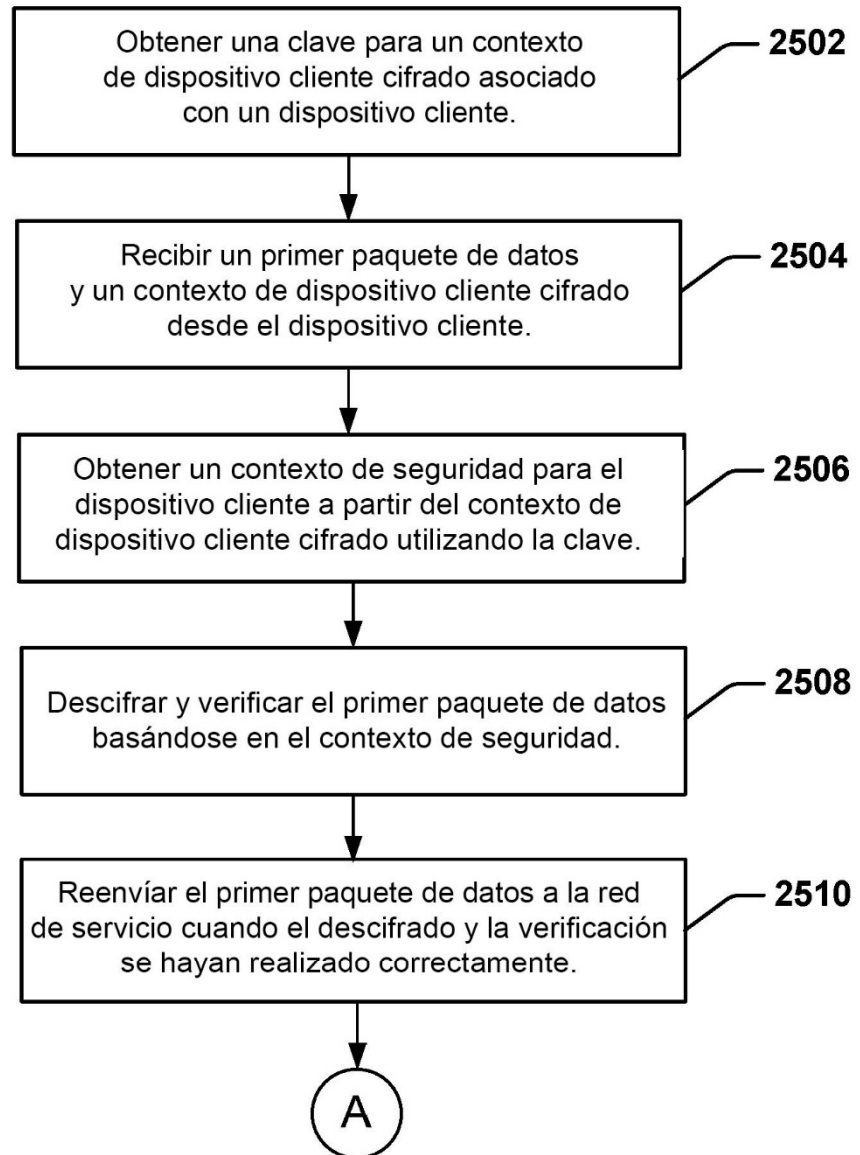 Obtener una clave para un contexto
de dispositivo cliente cifrado asociado
con un dispositivo cliente.
2502
Recibir un primer paquete de datos
y un contexto de dispositivo cliente cifrado
desde el dispositivo cliente.
2504
Obtener un contexto de seguridad para el
dispositivo cliente a partir del contexto de
dispositivo cliente cifrado utilizando la clave.
2506
Descifrar y verificar el primer paquete de datos
basándose en el contexto de seguridad.
2508
Reenvíar el primer paquete de datos a la red
de servicio cuando el descifrado y la verificación
se hayan realizado correctamente.
2510
A